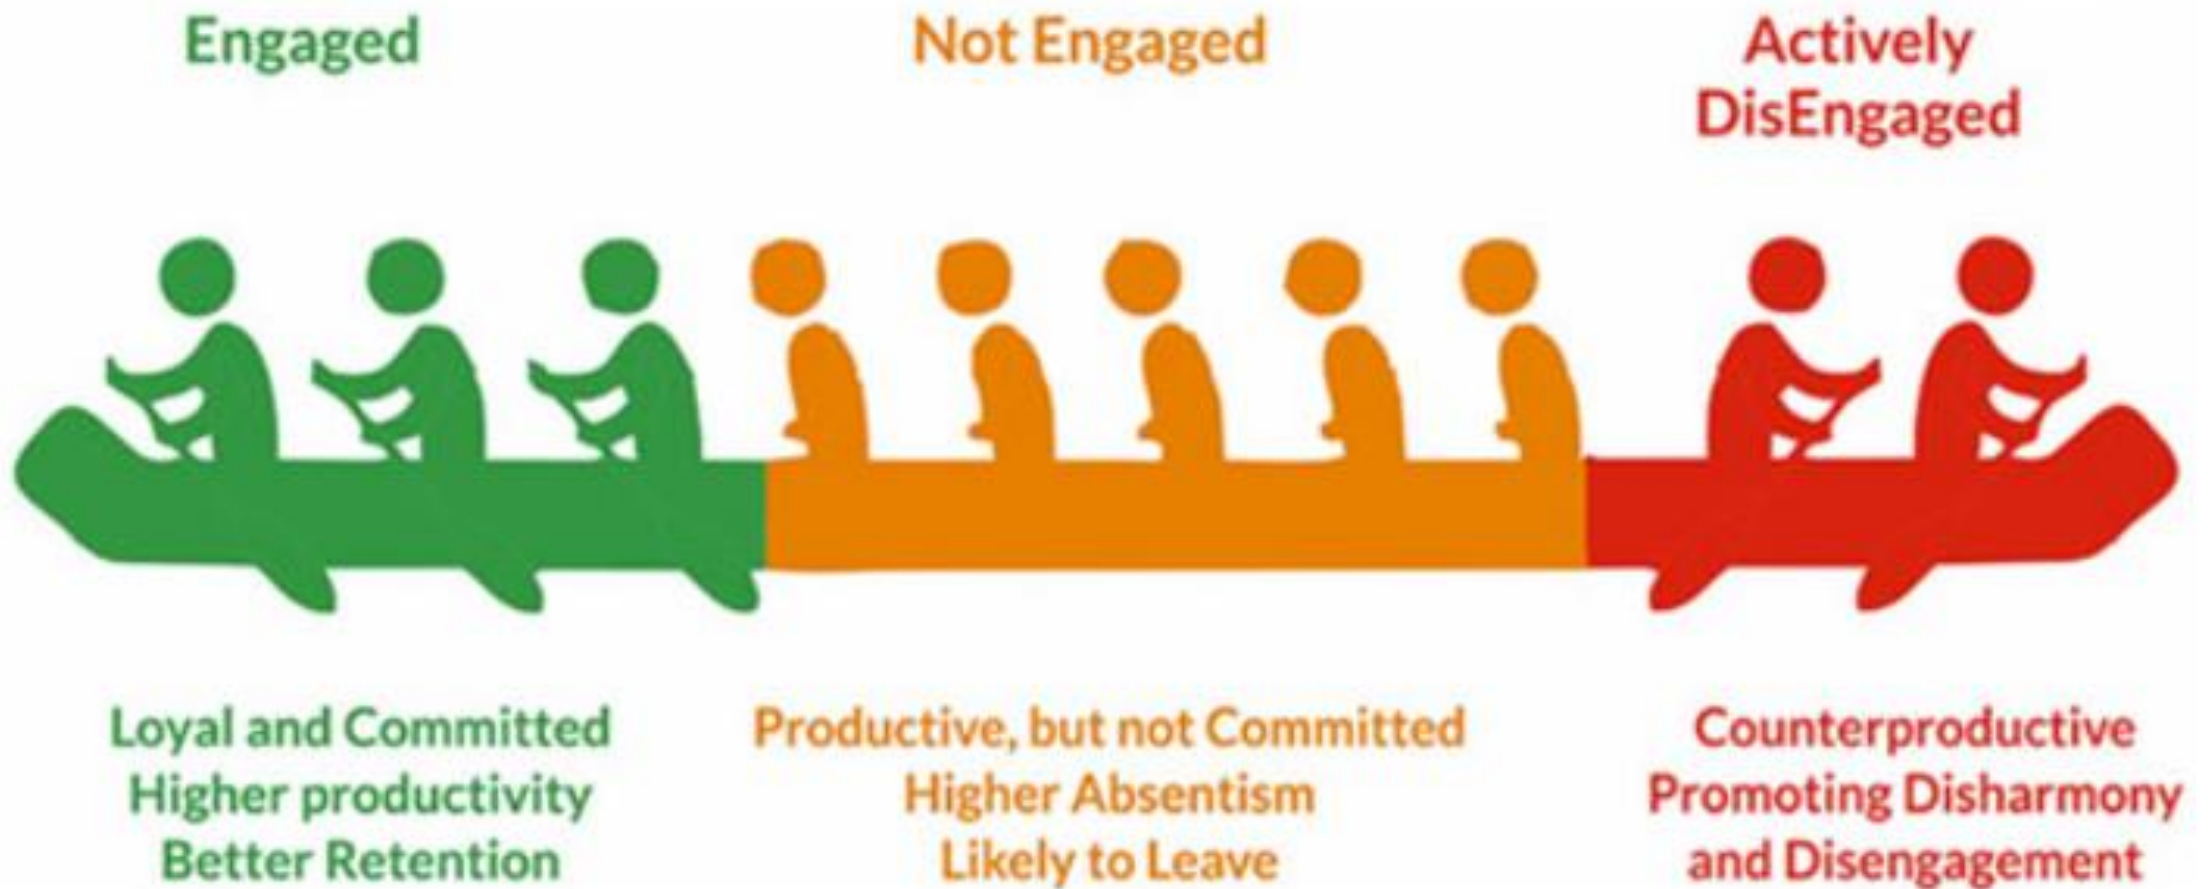 Engaged
Not Engaged
Actively
DisEngaged
Loyal and Committed
Higher productivity
Better Retention
Productive, but not Committed
Higher Absentism
Likely to Leave
Counterproductive
Promoting Disharmony
and Disengagement